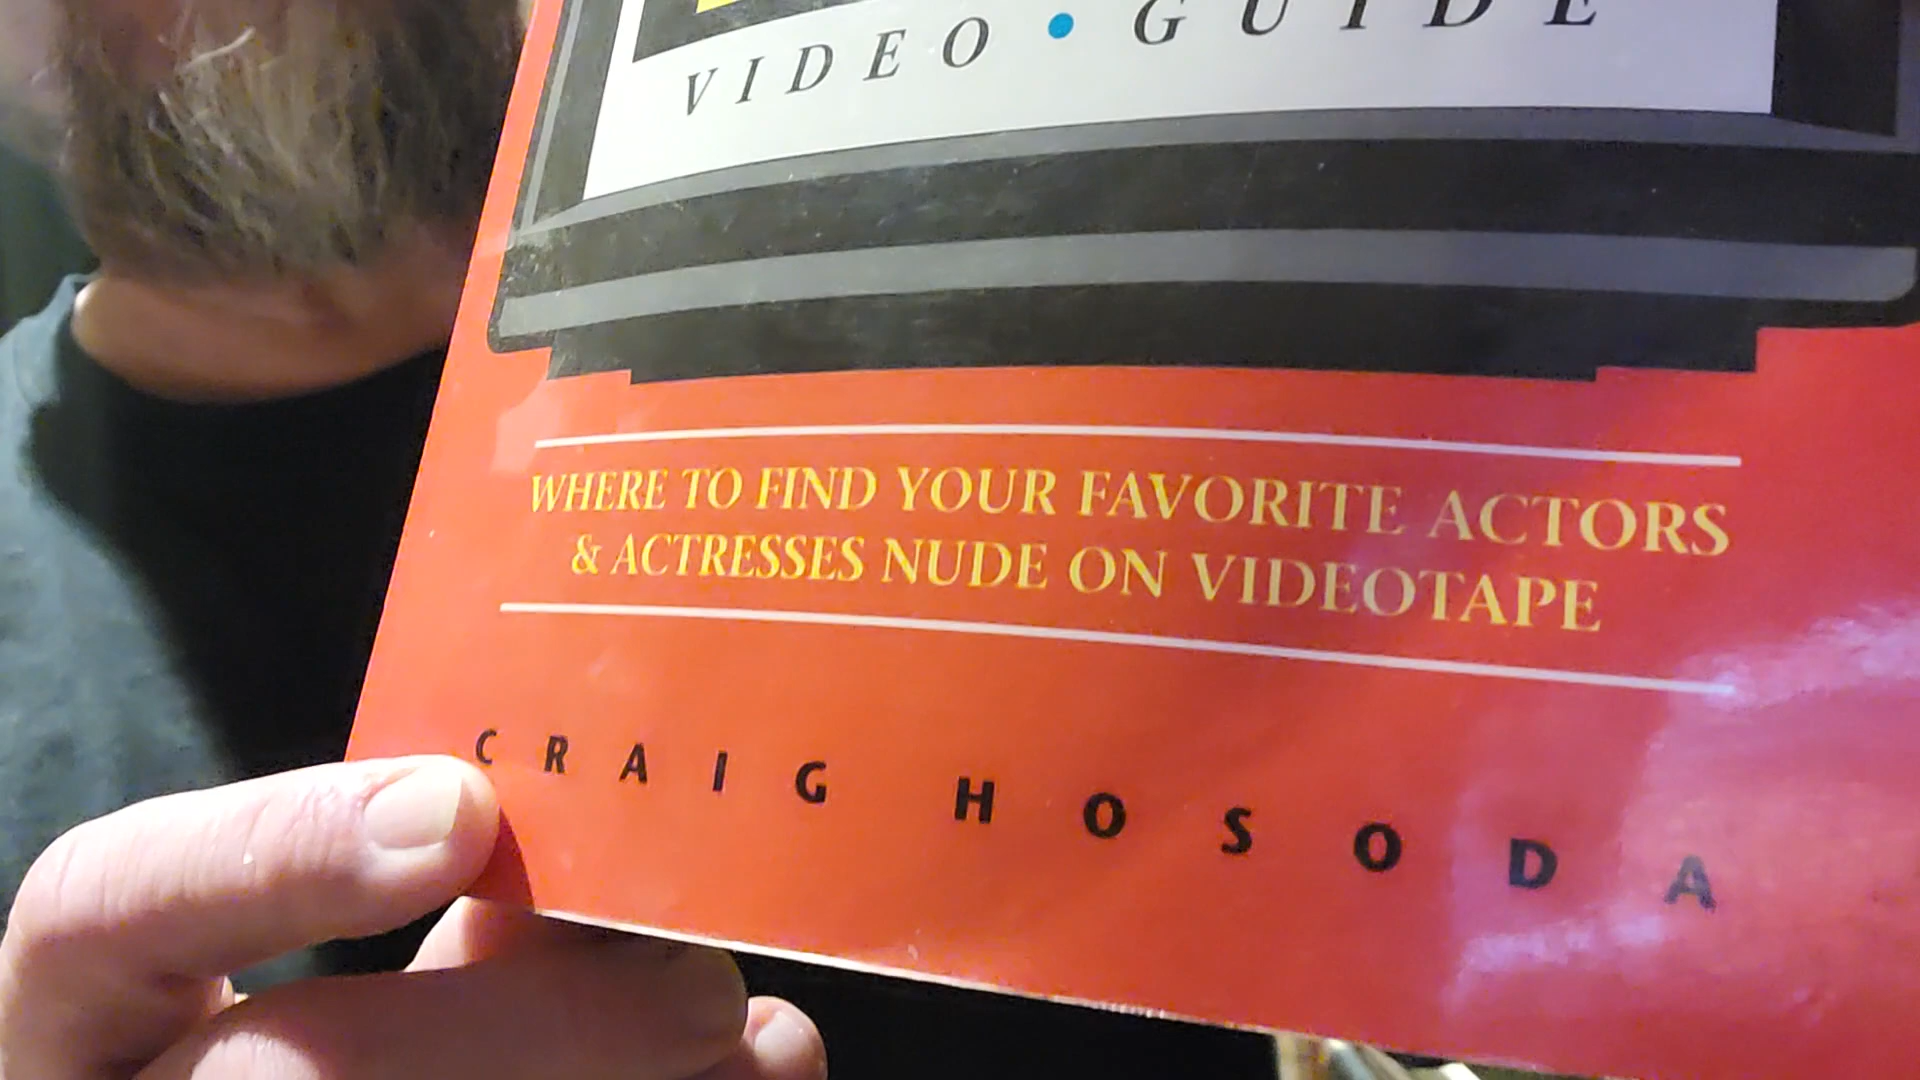 VIDEO • GUIDE
WHERE TO FIND YOUR FAVORITE ACTORS
& ACTRESSES NUDE ON VIDEOTAPE
CRAIG HOSODA